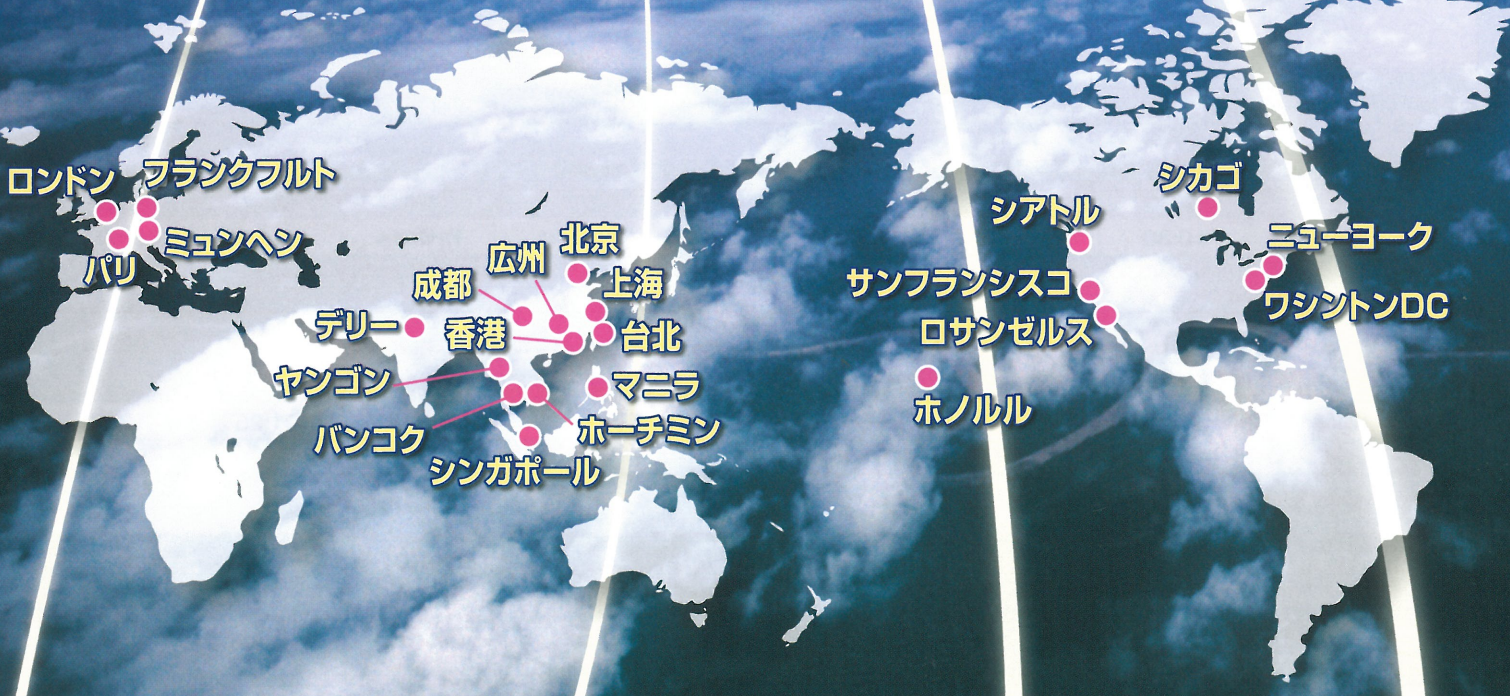 ロンドン
フランクフルト
ミュンヘン
パリ
北京
広州
成都
上海
デリー
香港
台北
ヤンゴン
マニラ
バンコク
ホーチミン
シンガポール
シカゴ
シアトル
ニューヨーク
サンフランシスコ
ワシントンDC
ロサンゼルス
ホノルル